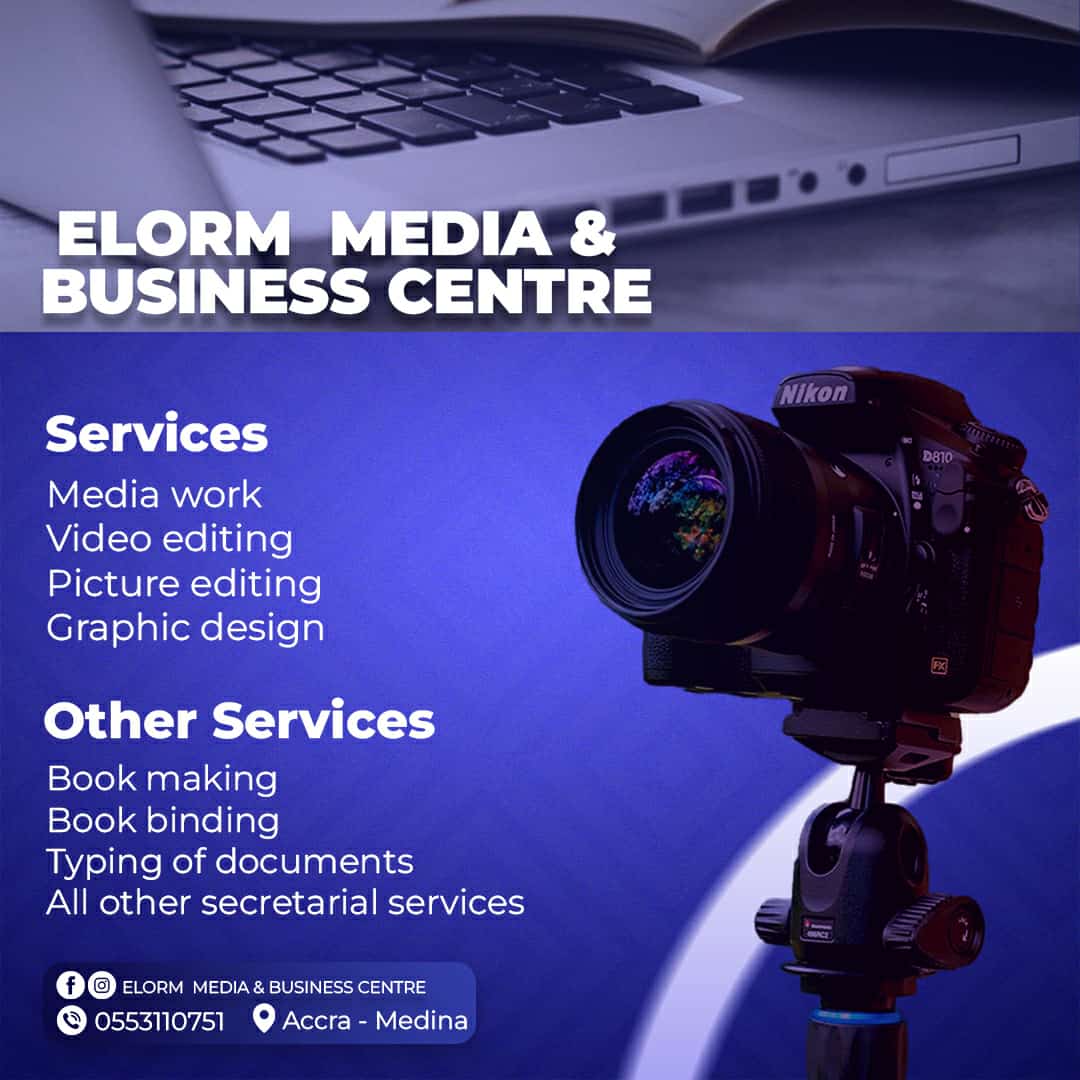 ELORM MEDIA &
BUSINESS CENTRE
Services
Media work
Video editing
Picture editing
Graphic design
Other Services
Book making
Book binding
Typing of documents
All other secretarial services
ELORM MEDIA & BUSINESS CENTRE
0553110751 Accra - Medina
Nikon
D810
FX